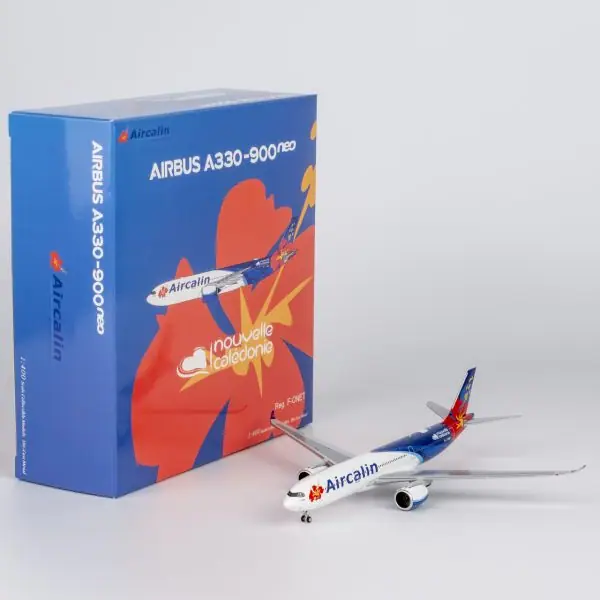 Aircalin
AIRBUS A330-900neo
Aircalin
nouvelle
calédonie
Reg. F-ONET
AIRBUS A330-900neo
Aircalin
Aircalin